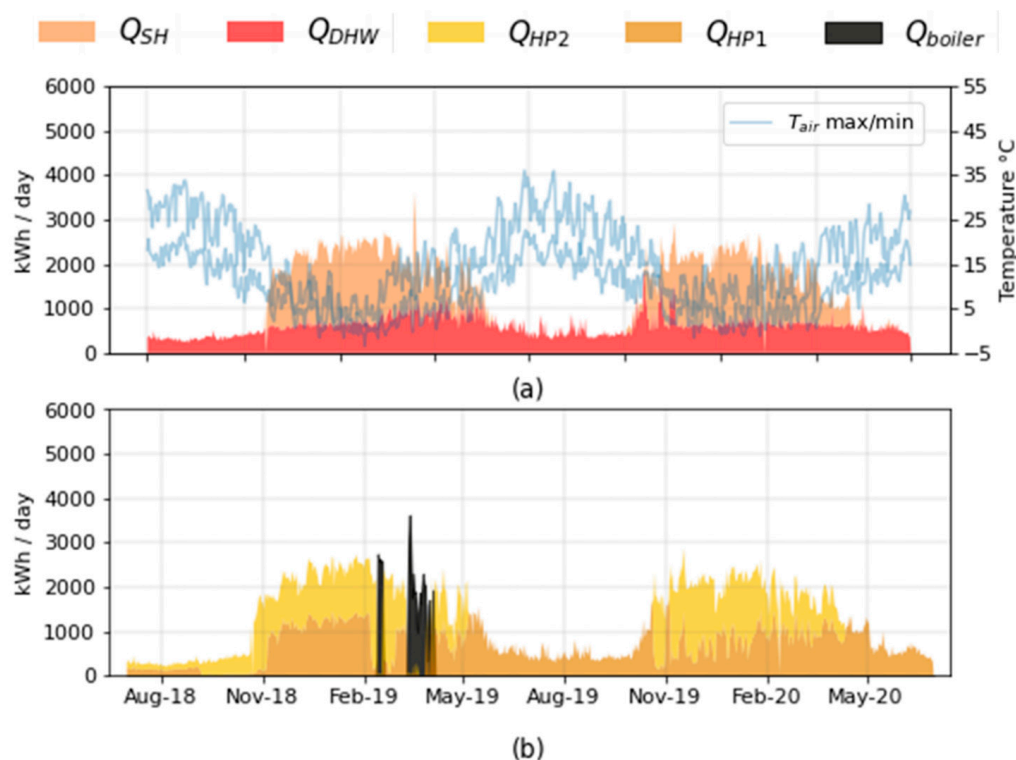 Q_SH Q_DHW Q_HP2 Q_HP1 Q_boiler
T_air max/min
6000
5000
4000
3000
2000
1000
0
kWh / day
55
45
35
25
15
5
−5
Temperature °C
(a)
6000
5000
4000
3000
2000
1000
0
kWh / day
Aug-18 Nov-18 Feb-19 May-19 Aug-19 Nov-19 Feb-20 May-20
(b)